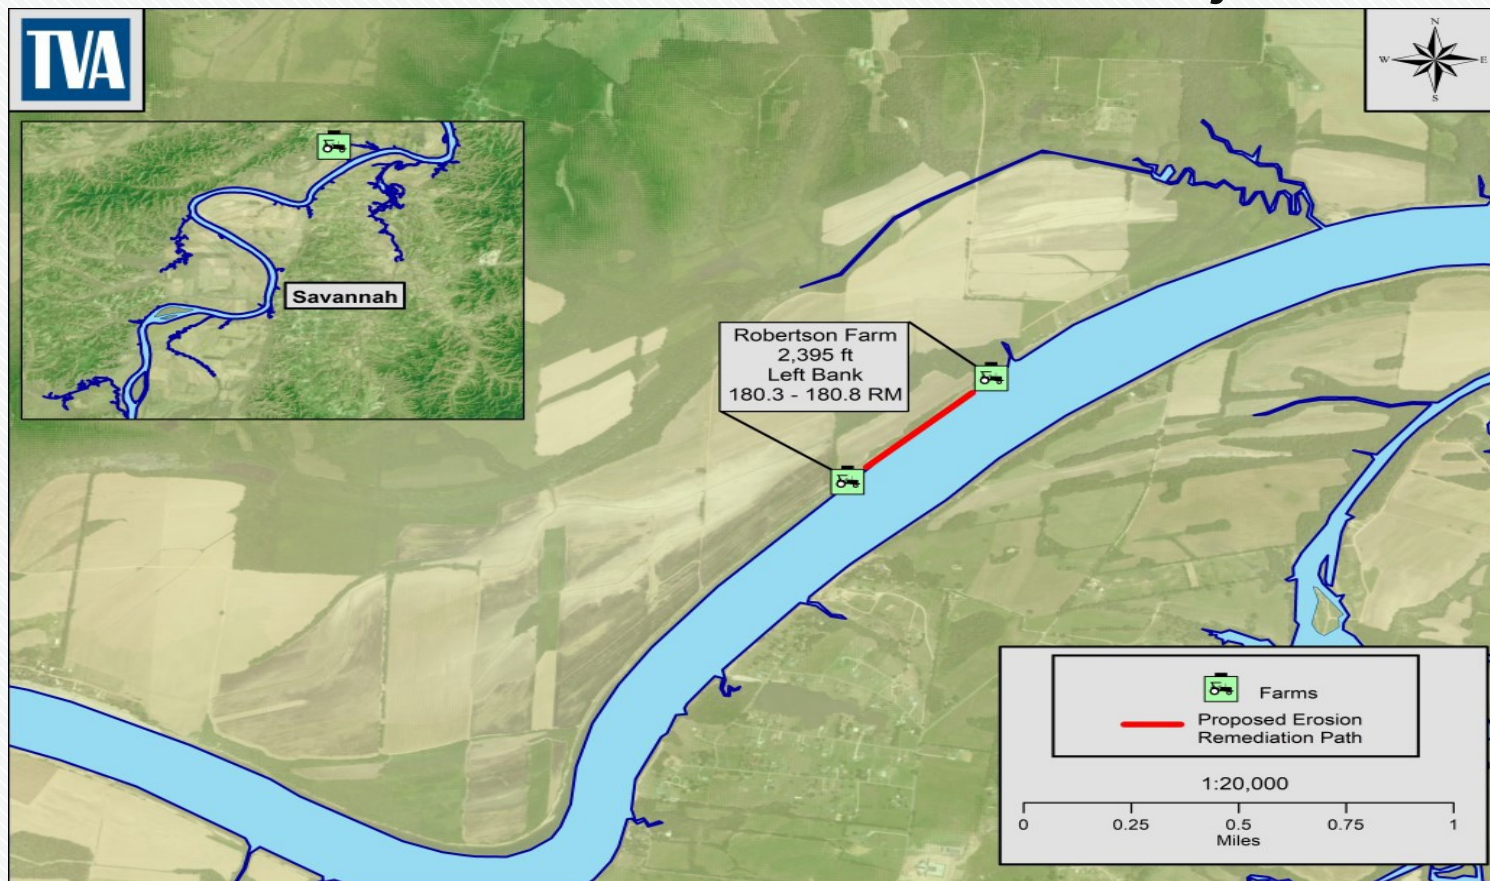 TVA
N
W E
S
Savannah
Robertson Farm
2,395 ft
Left Bank
180.3 - 180.8 RM
Farms
Proposed Erosion
Remediation Path
1:20,000
0 0.25 0.5 0.75 1
Miles